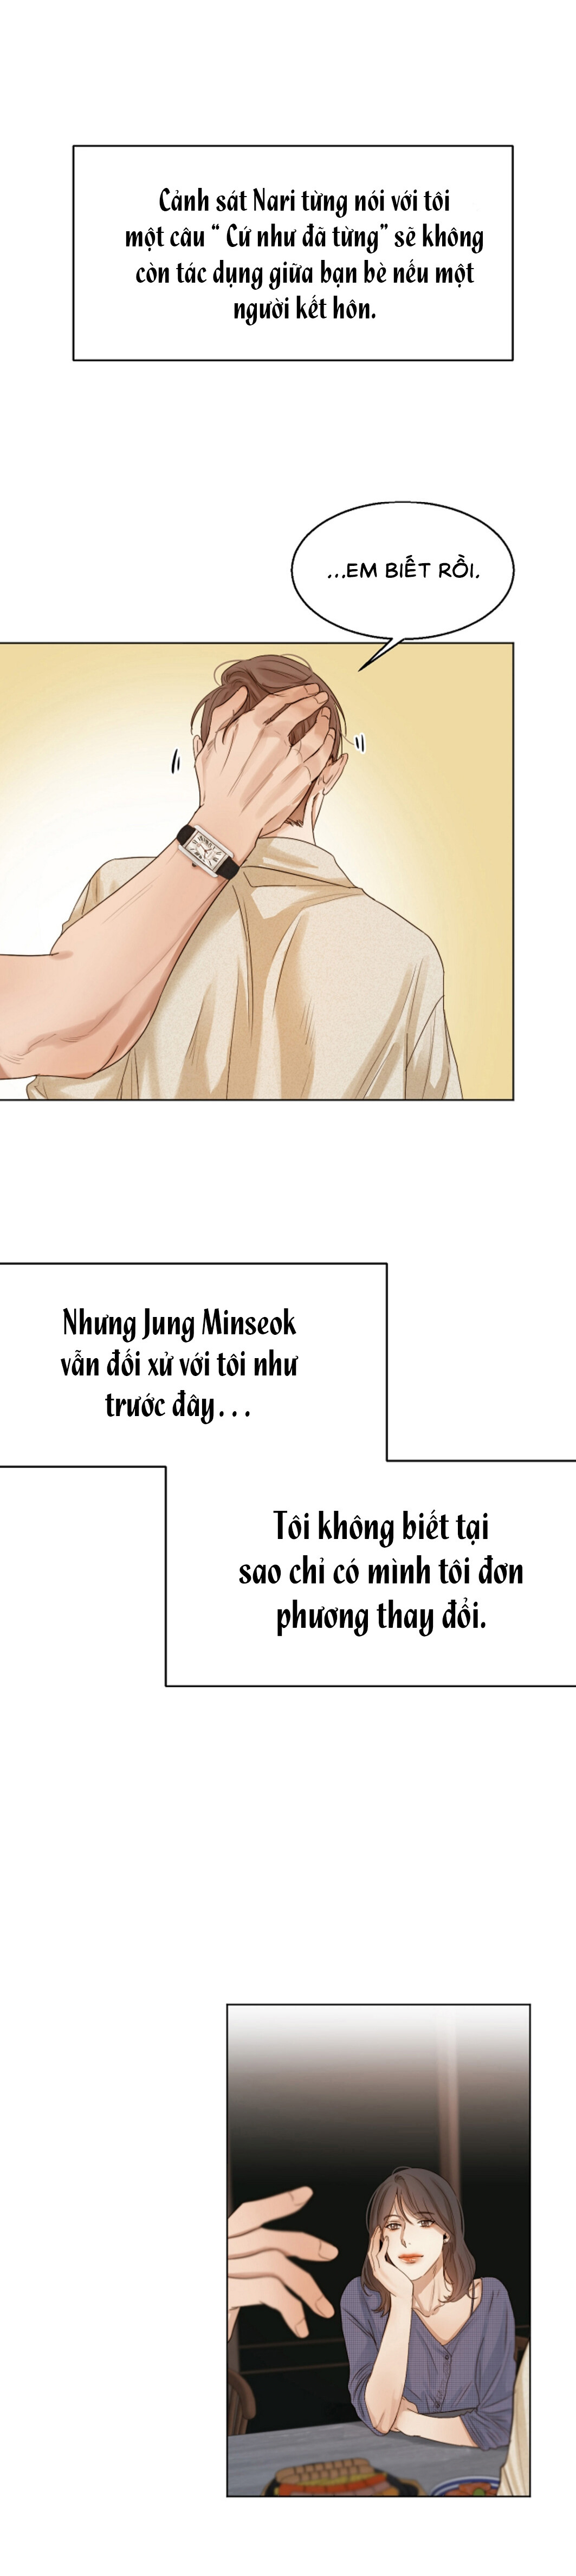 Cảnh sát Nari từng nói với tôi
một câu “ Cứ như đã từng” sẽ không
còn tác dụng giữa bạn bè nếu một
người kết hôn.
...EM BIẾT RỒI.
Nhưng Jung Minseok
vẫn đối xử với tôi như
trước đây...
Tôi không biết tại
sao chỉ có mình tôi đơn
phương thay đổi.